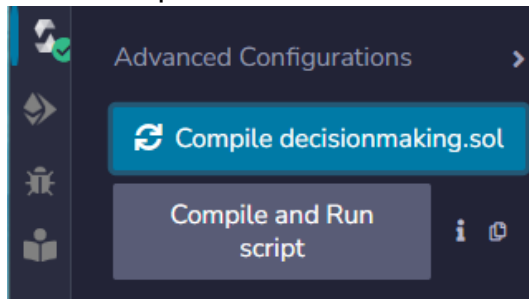 Advanced Configurations
Compile decisionmaking.sol
Compile and Run
script